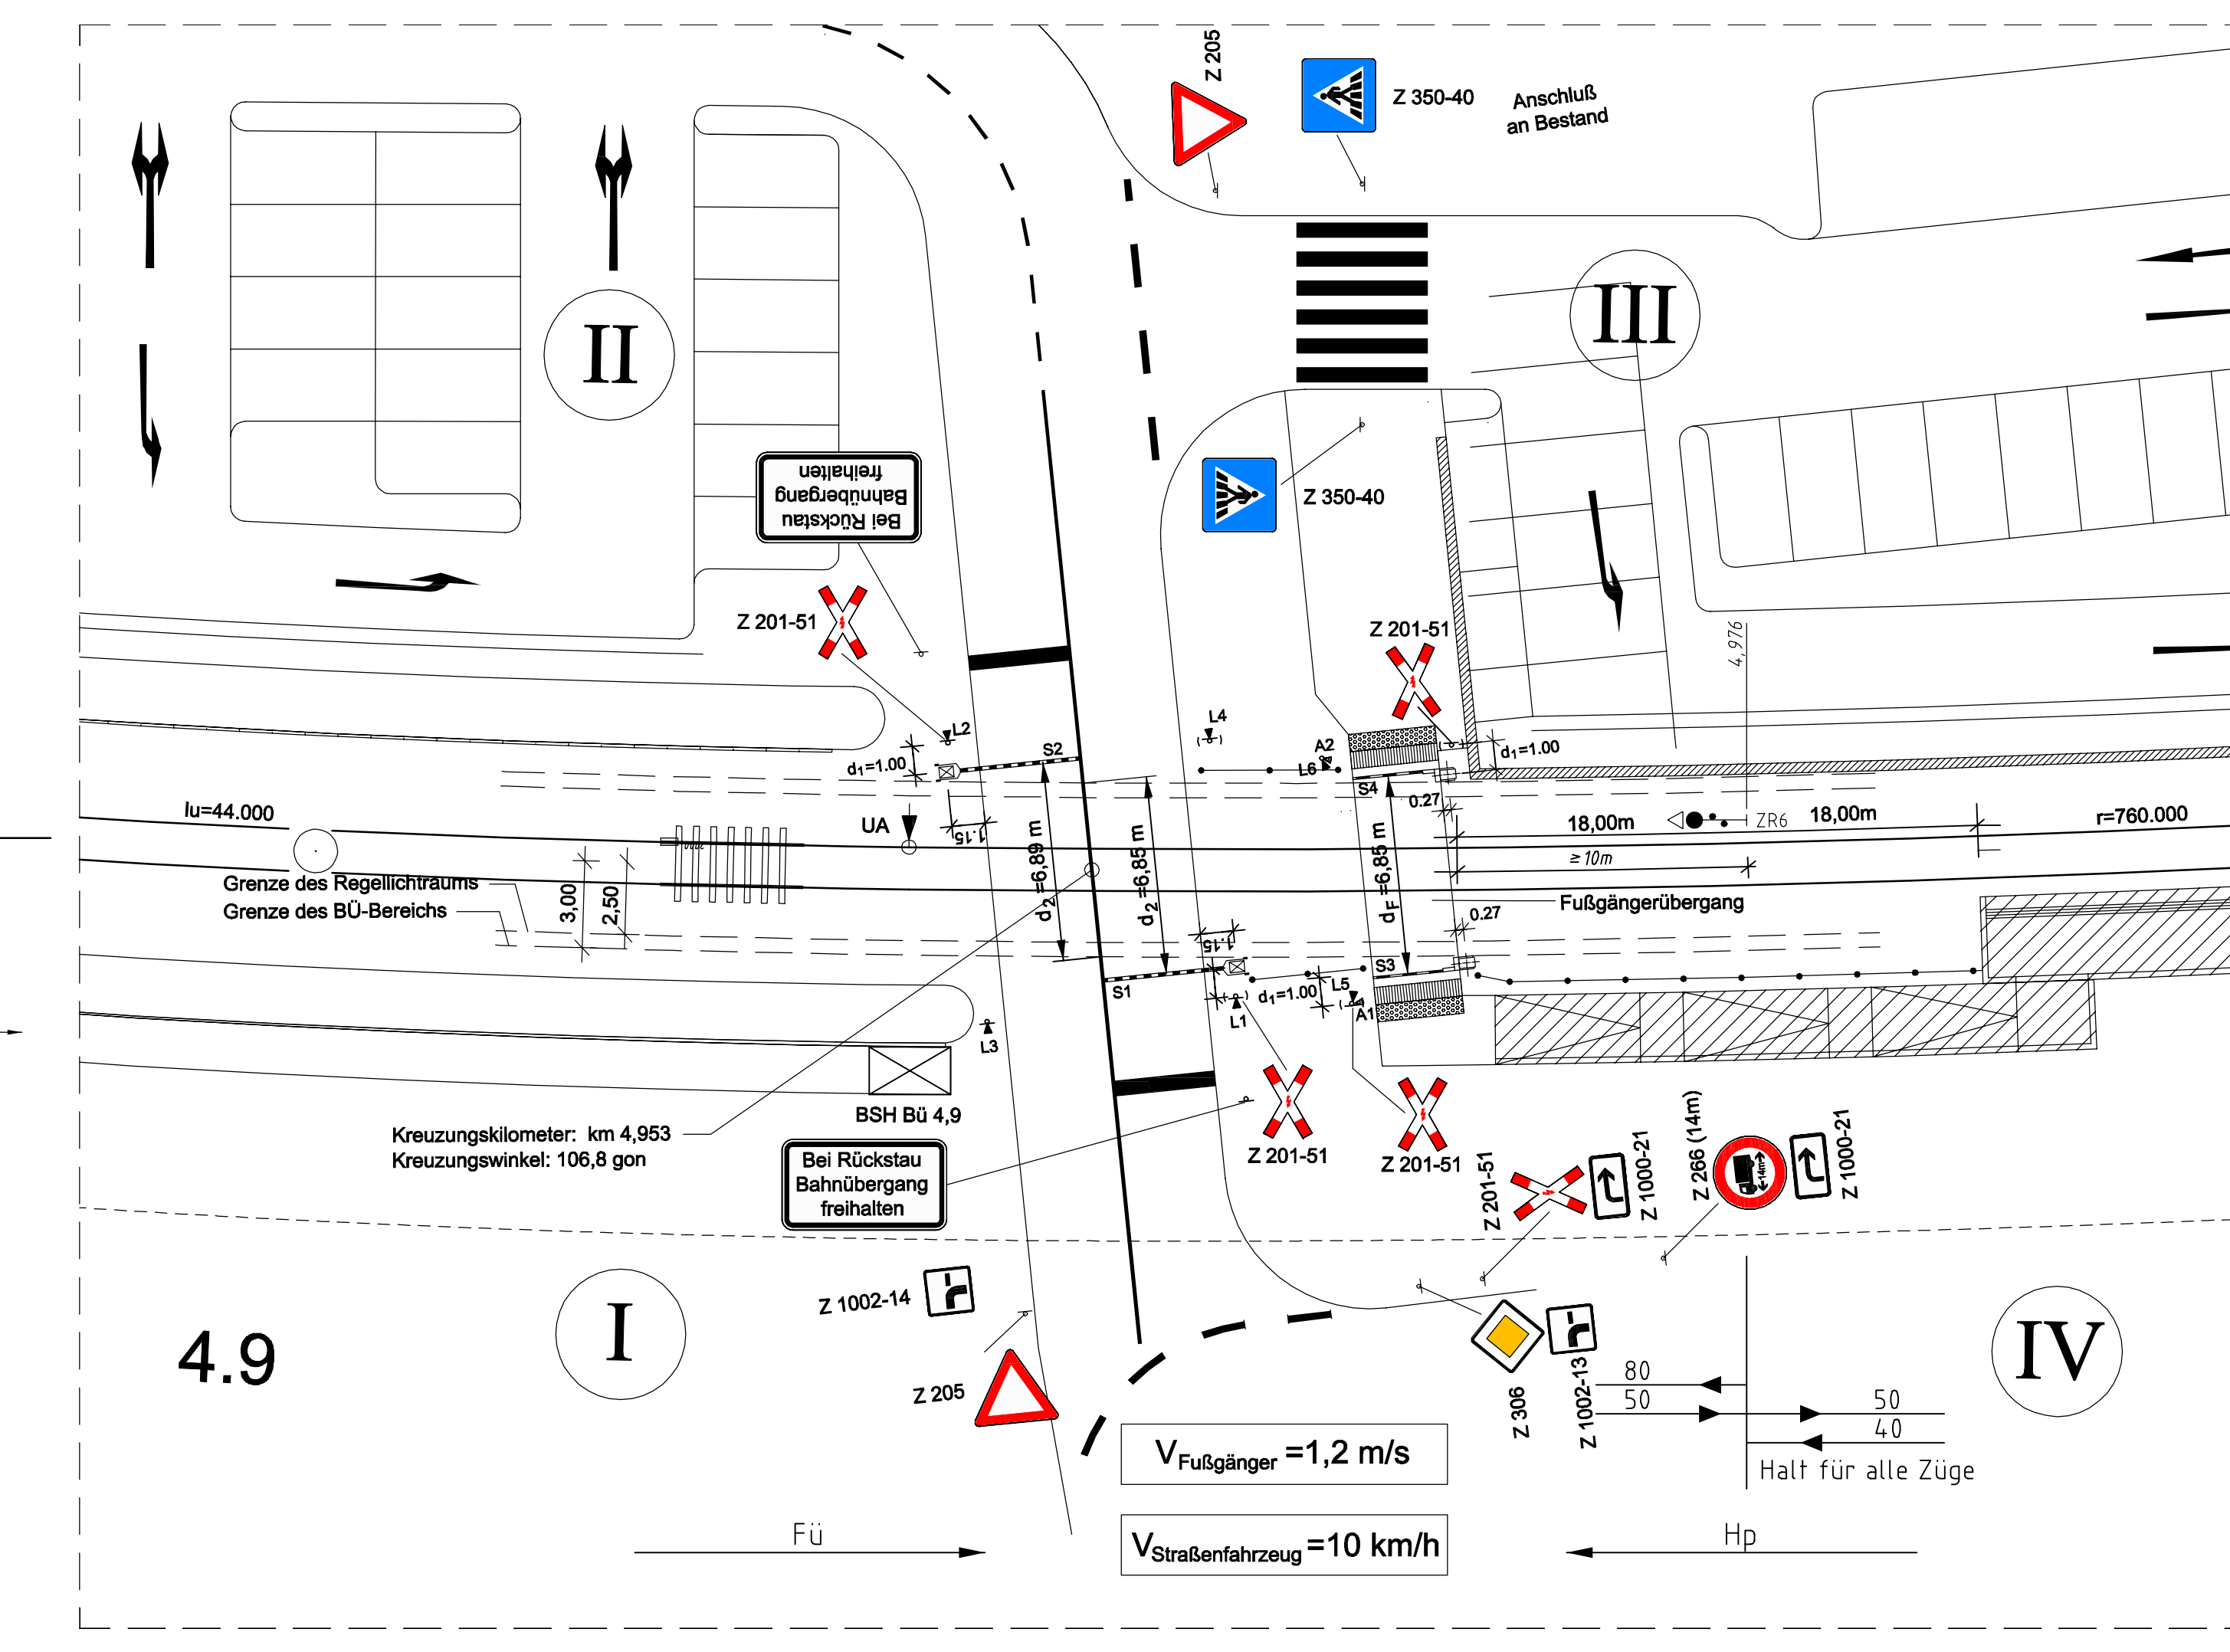 Z 205
Z 350-40
Anschluß
an Bestand
II
III
Bei Rückstau
Bahnübergang
freihalten
Z 350-40
Z 201-51
Z 201-51
4,976
L2
L4
S2
A2
L6
d1=1.00
d1=1.00
S4
0.27
lu=44.000
UA
1.15
18,00m
ZR6
18,00m
r=760.000
≥10m
d2=6,89 m
d2=6,85 m
dF=6,85 m
Grenze des Regellichtraums
Grenze des BÜ-Bereichs
3,00
2,50
Fußgängerübergang
0.27
1.15
S1
S3
L5
d1=1.00
A1
L1
L3
BSH Bü 4,9
Kreuzungskilometer: km 4,953
Kreuzungswinkel: 106,8 gon
Bei Rückstau
Bahnübergang
freihalten
Z 201-51
Z 201-51
Z 201-51
Z 1000-21
Z 266 (14m)
14m
Z 1000-21
Z 1002-14
Z 205
4.9
I
IV
Z 306
Z 1002-13
80
50
50
40
Halt für alle Züge
VFußgänger =1,2 m/s
VStraßenfahrzeug =10 km/h
Fü
Hp